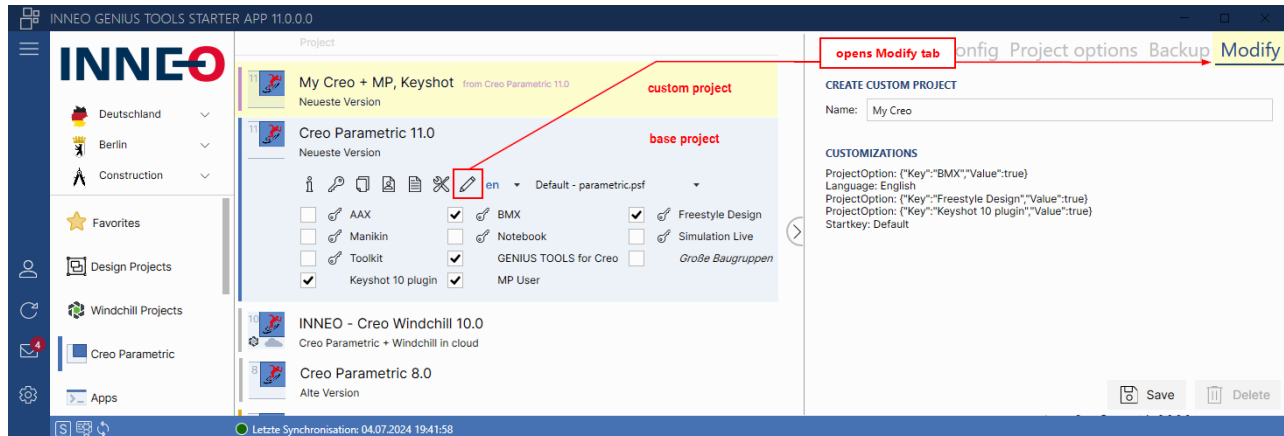 INNEO GENIUS TOOLS STARTER APP 11.0.0.0
INNEO
Deutschland
Berlin
Construction
Favorites
Design Projects
Windchill Projects
Creo Parametric
Apps
4
S
Project
11
My Creo + MP, Keyshot from Creo Parametric 11.0
Neueste Version
custom project
11
Creo Parametric 11.0
Neueste Version
base project
en Default - parametric.psf
AAX BMX Freestyle Design
Manikin Notebook Simulation Live
Toolkit GENIUS TOOLS for Creo Große Baugruppen
Keyshot 10 plugin MP User
10
INNEO - Creo Windchill 10.0
Creo Parametric + Windchill in cloud
8
Creo Parametric 8.0
Alte Version
Letzte Synchronisation: 04.07.2024 19:41:58
opens Modify tab
onfig Project options Backup Modify
CREATE CUSTOM PROJECT
Name: My Creo
CUSTOMIZATIONS
ProjectOption: {"Key":"BMX","Value":true}
Language: English
ProjectOption: {"Key":"Freestyle Design","Value":true}
ProjectOption: {"Key":"Keyshot 10 plugin","Value":true}
Startkey: Default
Save Delete